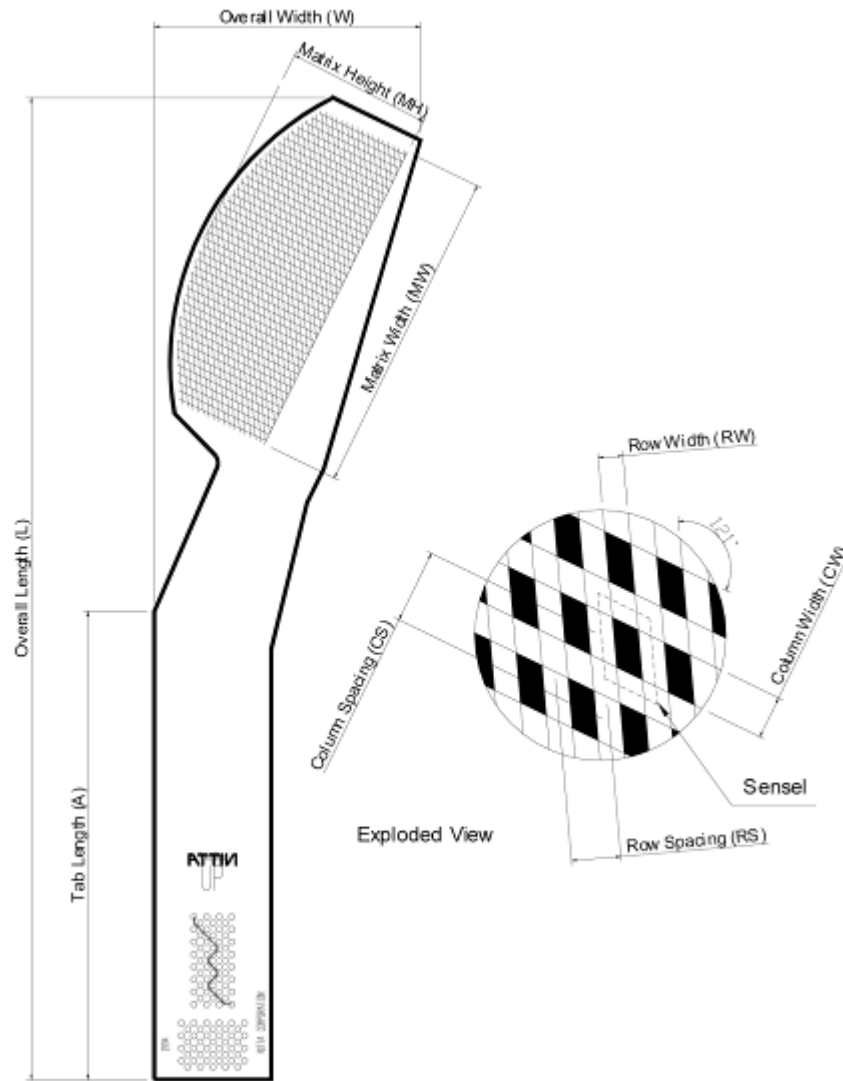 Overall Width (W)
Matrix Height (MH)
Matrix Width (MW)
Overall Length (L)
Tab Length (A)
Row Width (RW)
121°
Column Width (CW)
Column Spacing (CS)
Sensel
Row Spacing (RS)
Exploded View
NITTA